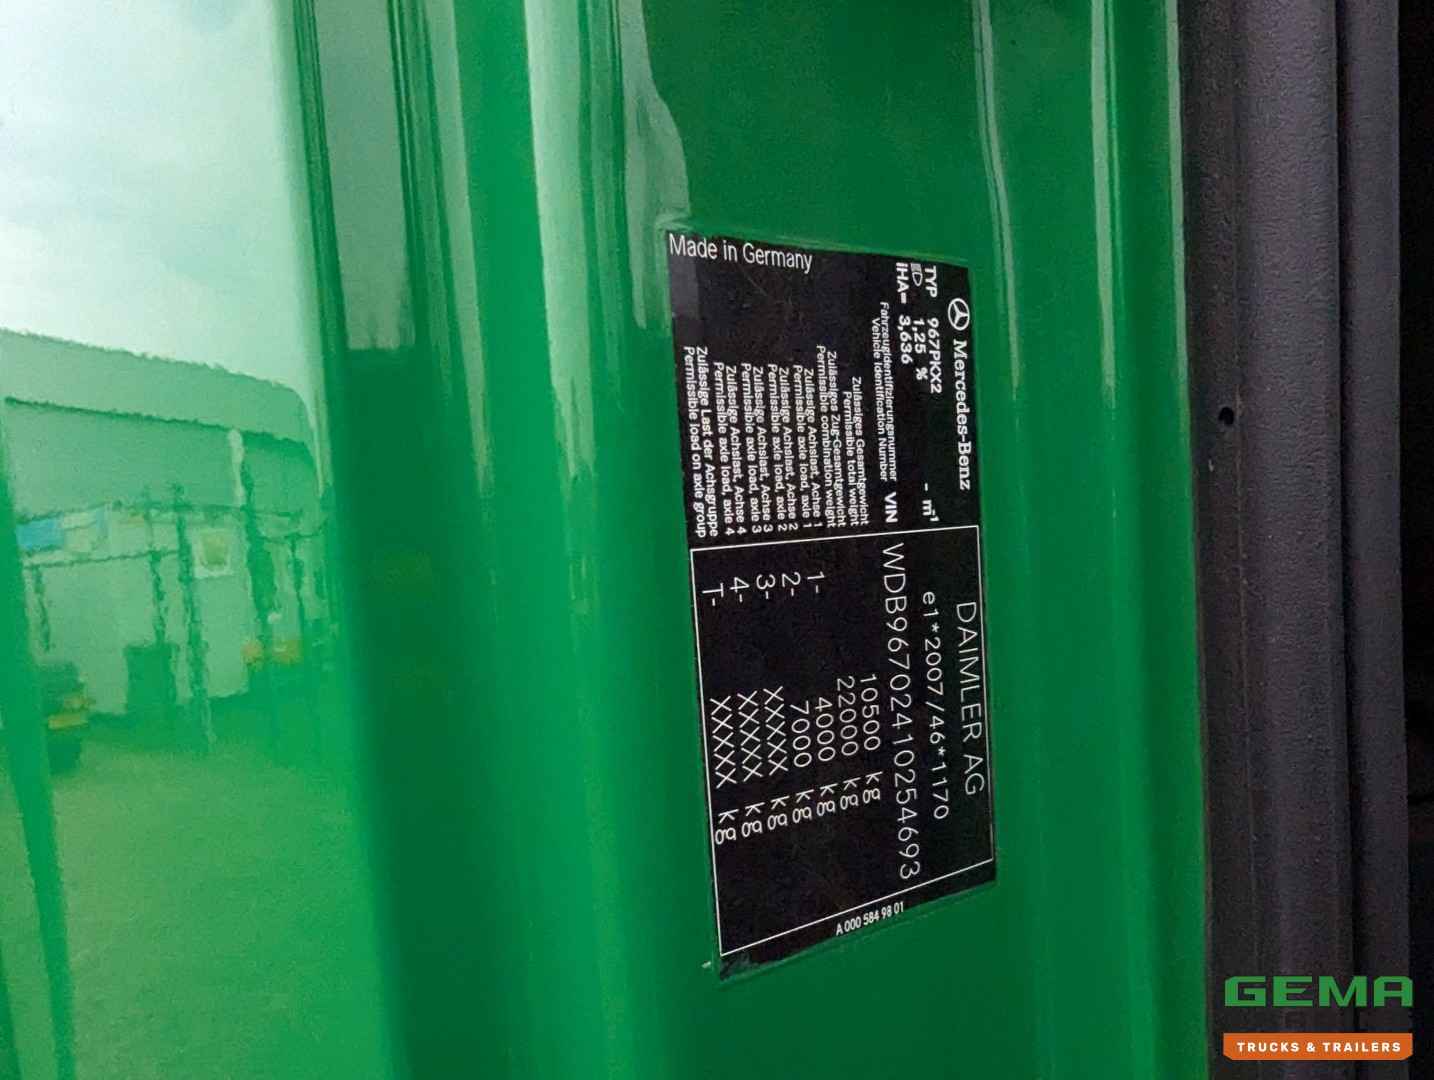 Mercedes-Benz
TYP 967PKX2 - m⁻¹
1,25 %
iHA= 3,636
Fahrzeugidentifizierungsnummer
Vehicle Identification Number VIN
Zulässiges Gesamtgewicht
Permissible total weight
Zulässiges Zug-Gesamtgewicht
Permissible combination weight
Zulässige Achslast, Achse 1
Permissible axle load, axle 1
Zulässige Achslast, Achse 2
Permissible axle load, axle 2
Zulässige Achslast, Achse 3
Permissible axle load, axle 3
Zulässige Achslast, Achse 4
Permissible axle load, axle 4
Zulässige Last der Achsgruppe
Permissible load on axle group
Made in Germany
DAIMLER AG
e1*2007/46*1170
WDB96702410254693
10500 kg
22000 kg
1- 4000 kg
2- 7000 kg
3- XXXXX kg
4- XXXXX kg
T- XXXXX kg
A 000 584 98 01
GEMA
TRUCKS & TRAILERS